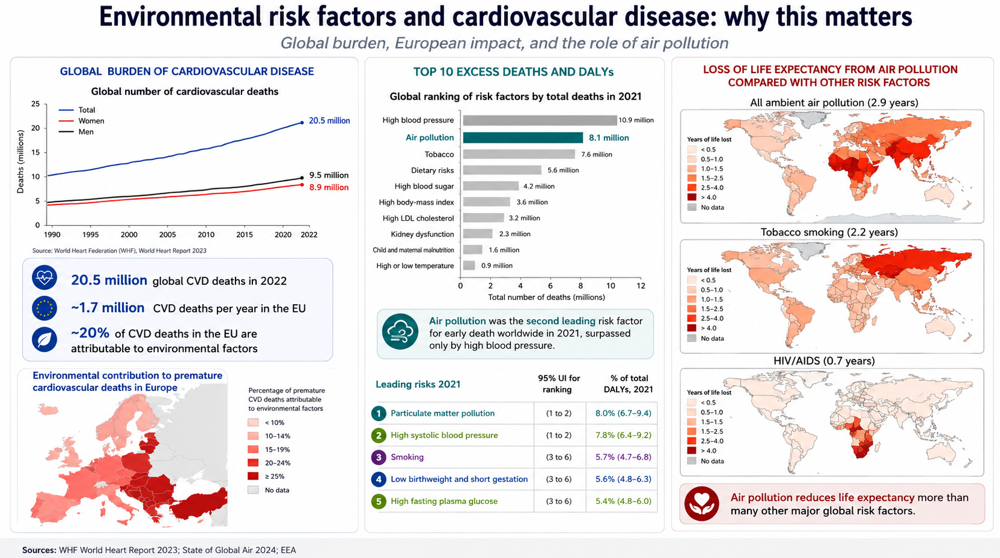 Environmental risk factors and cardiovascular disease: why this matters
Global burden, European impact, and the role of air pollution
GLOBAL BURDEN OF CARDIOVASCULAR DISEASE
Global number of cardiovascular deaths
Deaths (millions)
25
20
15
10
5
0
Total
Women
Men
20.5 million
9.5 million
8.9 million
1990
1995
2000
2005
2010
2015
2020
2022
Source: World Heart Federation (WHF), World Heart Report 2023
20.5 million global CVD deaths in 2022
~1.7 million CVD deaths per year in the EU
~20% of CVD deaths in the EU are
attributable to environmental factors
Environmental contribution to premature
cardiovascular deaths in Europe
Percentage of premature
CVD deaths attributable
to environmental factors
< 10%
10–14%
15–19%
20–24%
≥ 25%
No data
TOP 10 EXCESS DEATHS AND DALYs
Global ranking of risk factors by total deaths in 2021
High blood pressure 10.9 million
Air pollution 8.1 million
Tobacco 7.6 million
Dietary risks 5.6 million
High blood sugar 4.2 million
High body-mass index 3.6 million
High LDL cholesterol 3.2 million
Kidney dysfunction 2.3 million
Child and maternal malnutrition 1.6 million
High or low temperature 0.9 million
0 2 4 6 8 10 12
Total number of deaths (millions)
Air pollution was the second leading risk factor
for early death worldwide in 2021, surpassed
only by high blood pressure.
Leading risks 2021
95% UI for
ranking
% of total
DALYs, 2021
1 Particulate matter pollution (1 to 2) 8.0% (6.7–9.4)
2 High systolic blood pressure (1 to 2) 7.8% (6.4–9.2)
3 Smoking (3 to 6) 5.7% (4.7–6.8)
4 Low birthweight and short gestation (3 to 6) 5.6% (4.8–6.3)
5 High fasting plasma glucose (3 to 6) 5.4% (4.8–6.0)
LOSS OF LIFE EXPECTANCY FROM AIR POLLUTION
COMPARED WITH OTHER RISK FACTORS
All ambient air pollution (2.9 years)
Years of life lost
< 0.5
0.5–1.0
1.0–1.5
1.5–2.5
2.5–4.0
> 4.0
No data
Tobacco smoking (2.2 years)
Years of life lost
< 0.5
0.5–1.0
1.0–1.5
1.5–2.5
2.5–4.0
> 4.0
No data
HIV/AIDS (0.7 years)
Years of life lost
< 0.5
0.5–1.0
1.5–1.5
1.5–2.5
2.5–4.0
> 4.0
No data
Air pollution reduces life expectancy more than
many other major global risk factors.
Sources: WHF World Heart Report 2023; State of Global Air 2024; EEA